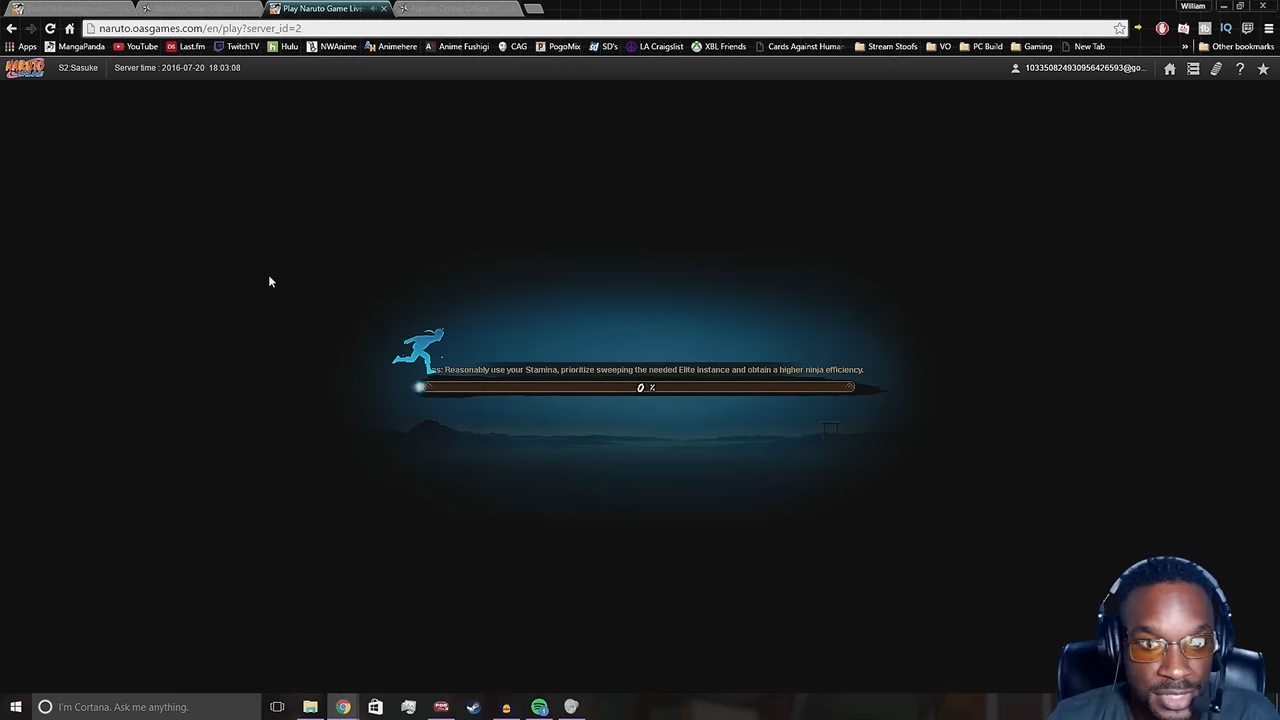 William
Play Naruto Game Live
naruto.oasgames.com/en/play?server_id=2
Apps MangaPanda YouTube Last.fm TwitchTV Hulu NWAnime Animehere Anime Fushigi CAG PogoMix SD's LA Craigslist XBL Friends Cards Against Human Stream Stoofs VO PC Build Gaming New Tab » Other bookmarks
S2:Sasuke Server time : 2016-07-20 18:03:08 103350824930956426593@go...
ss: Reasonably use your Stamina, prioritize sweeping the needed Elite Instance and obtain a higher ninja efficiency.
0 %
I'm Cortana. Ask me anything.